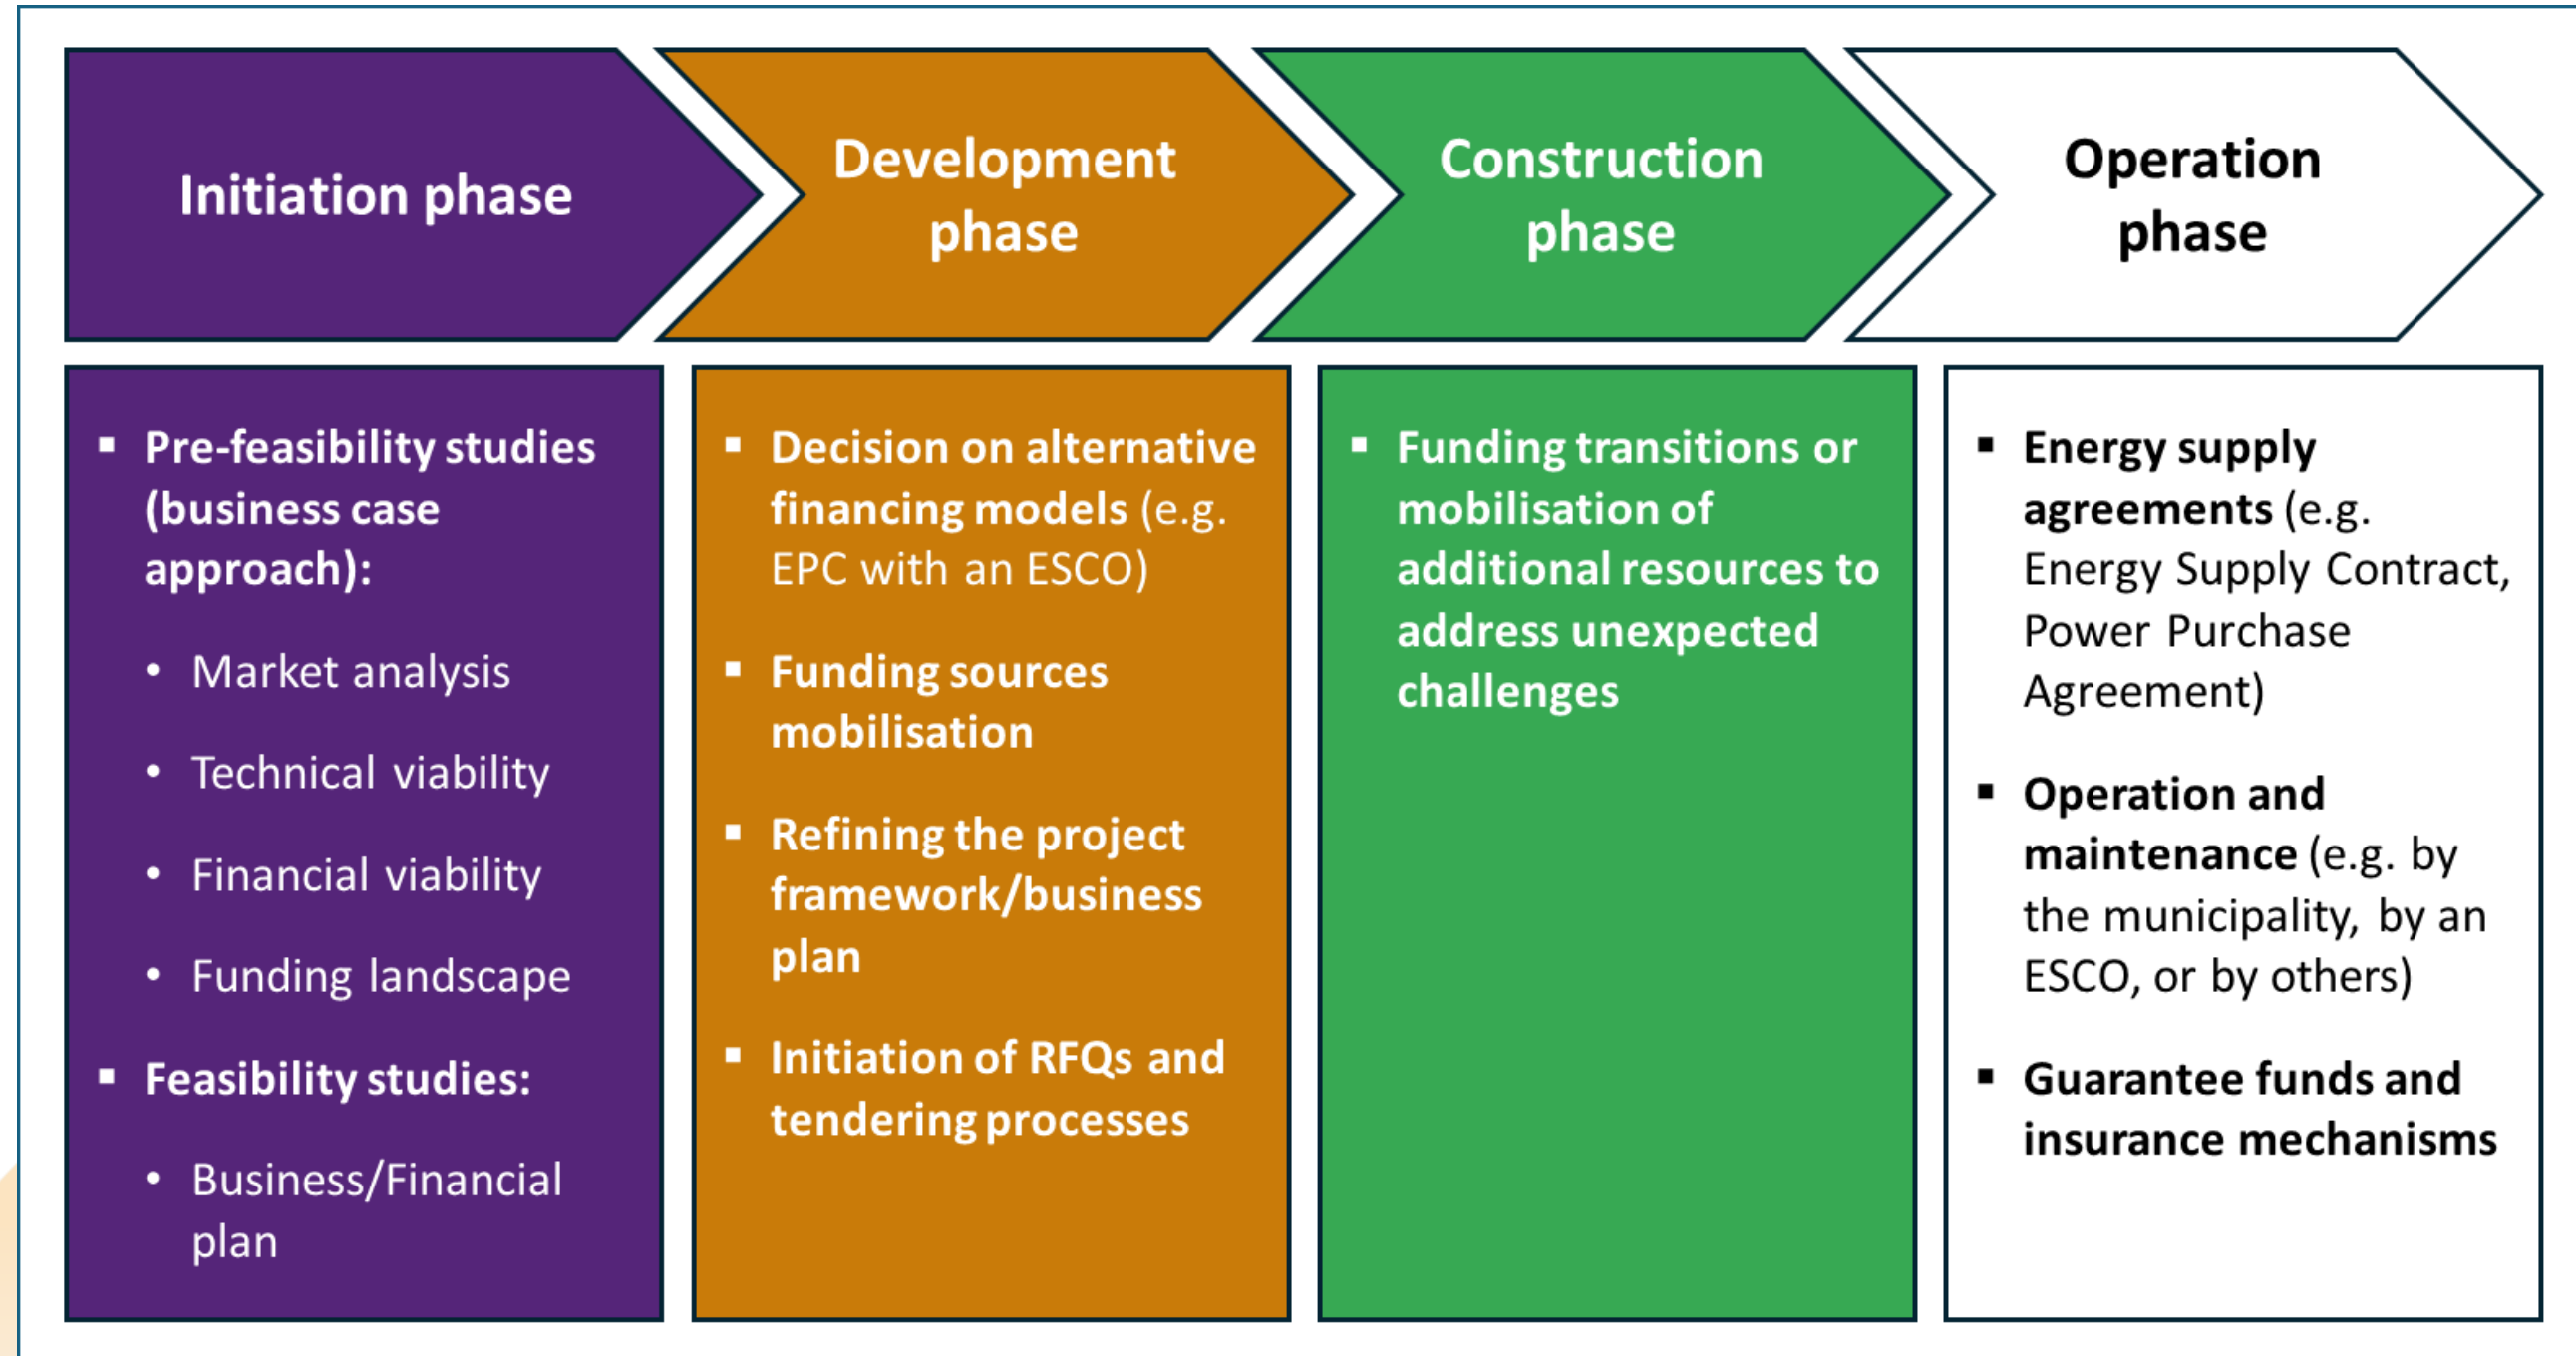 Initiation phase
Development
phase
Construction
phase
Operation
phase
▪ Pre-feasibility studies
(business case
approach):
• Market analysis
• Technical viability
• Financial viability
• Funding landscape
▪ Feasibility studies:
• Business/Financial
plan
▪ Decision on alternative
financing models (e.g.
EPC with an ESCO)
▪ Funding sources
mobilisation
▪ Refining the project
framework/business
plan
▪ Initiation of RFQs and
tendering processes
▪ Funding transitions or
mobilisation of
additional resources to
address unexpected
challenges
▪ Energy supply
agreements (e.g.
Energy Supply Contract,
Power Purchase
Agreement)
▪ Operation and
maintenance (e.g. by
the municipality, by an
ESCO, or by others)
▪ Guarantee funds and
insurance mechanisms